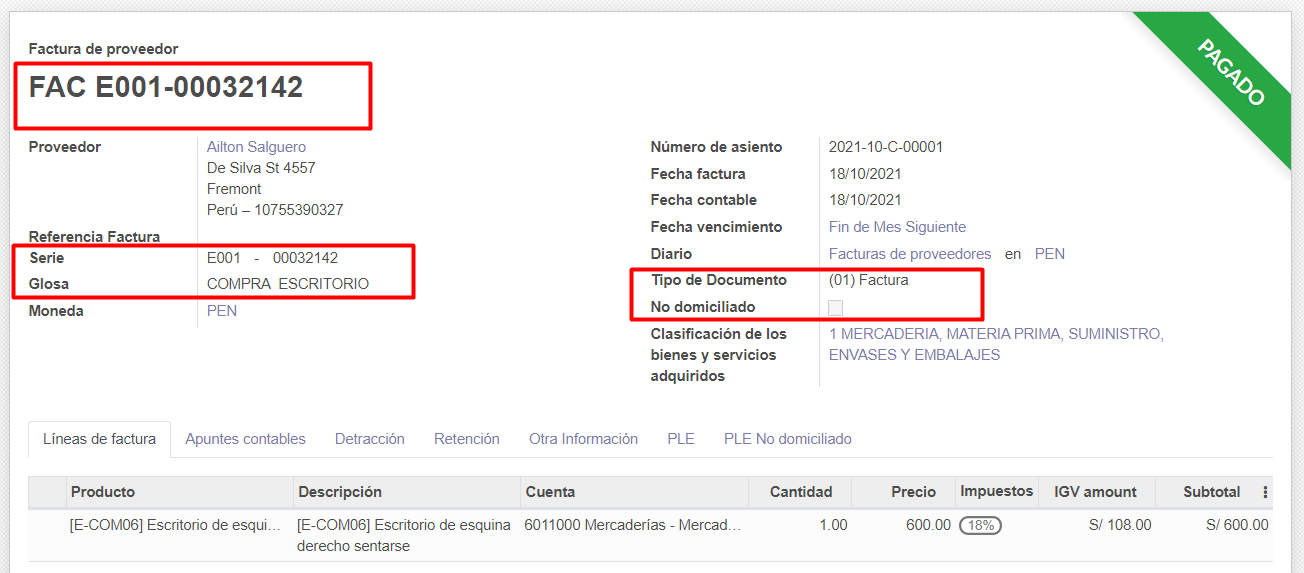 PAGADO
Factura de proveedor
FAC E001-00032142
Proveedor Ailton Salguero
De Silva St 4557
Fremont
Perú – 10755390327
Referencia Factura
Serie E001 - 00032142
Glosa COMPRA ESCRITORIO
Moneda PEN
Número de asiento 2021-10-C-00001
Fecha factura 18/10/2021
Fecha contable 18/10/2021
Fecha vencimiento Fin de Mes Siguiente
Diario Facturas de proveedores en PEN
Tipo de Documento (01) Factura
No domiciliado
Clasificación de los 1 MERCADERIA, MATERIA PRIMA, SUMINISTRO,
bienes y servicios ENVASES Y EMBALAJES
adquiridos
Líneas de factura Apuntes contables Detracción Retención Otra Información PLE PLE No domiciliado
Producto Descripción Cuenta Cantidad Precio Impuestos IGV amount Subtotal
[E-COM06] Escritorio de esqui… [E-COM06] Escritorio de esquina 6011000 Mercaderías - Mercad… 1.00 600.00 18% S/ 108.00 S/ 600.00
derecho sentarse